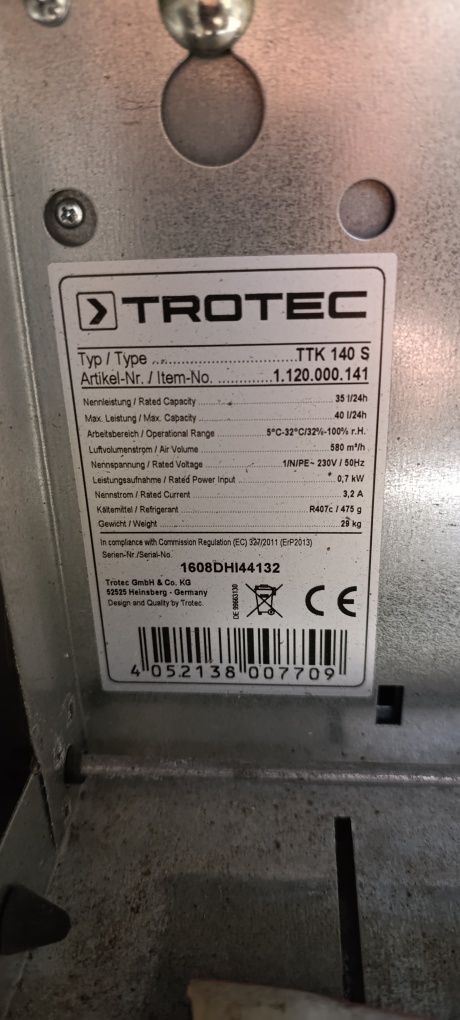 TROTEC
Typ / Type ....................TTK 140 S
Artikel-Nr. / Item-No. ..............1.120.000.141
Nennleistung / Rated Capacity ........................ 35 l/24h
Max. Leistung / Max. Capacity ........................ 40 l/24h
Arbeitsbereich / Operational Range ............5°C-32°C/32%-100% r.H.
Luftvolumenstrom / Air Volume ........................ 580 m³/h
Nennspannung / Rated Voltage ................1/N/PE~ 230V / 50Hz
Leistungsaufnahme / Rated Power Input ................ 0,7 kW
Nennstrom / Rated Current ........................ 3,2 A
Kältemittel / Refrigerant ........................ R407c / 475 g
Gewicht / Weight ........................ 29 kg
In compliance with Commission Regulation (EC) 327/2011 (ErP2013)
Serien-Nr./Serial-No.
1608DHI44132
Trotec GmbH & Co. KG
52525 Heinsberg - Germany
Design and Quality by Trotec.
DE 99663130
CE
4 052138 007709